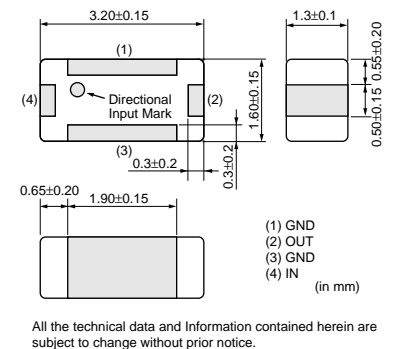 3.20±0.15
1.3±0.1
(1)
(4)
Directional
Input Mark
(2)
1.60±0.15
0.55±0.20
0.50±0.15
(3)
0.3±0.2
0.3±0.2
0.65±0.20
1.90±0.15
(1) GND
(2) OUT
(3) GND
(4) IN
(in mm)
All the technical data and Information contained herein are
subject to change without prior notice.